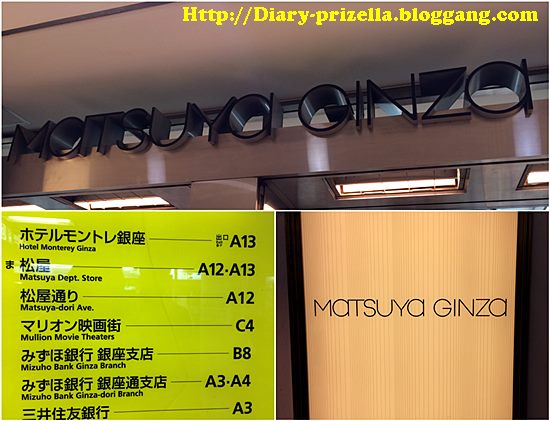 Http://Diary-prizella.bloggang.com
MaTSUYa GINZa
ホテルモントレ銀座 出口 Exit A13
Hotel Monterey Ginza
ま 松屋 A12・A13
Matsuya Dept. Store
松屋通り A12
Matsuya-dori Ave.
マリオン映画街 C4
Mullion Movie Theaters
みずほ銀行 銀座支店 B8
Mizuho Bank Ginza Branch
みずほ銀行 銀座通支店 A3・A4
Mizuho Bank Ginza-dori Branch
三井住友銀行 A3
MaTSUYa GINZa